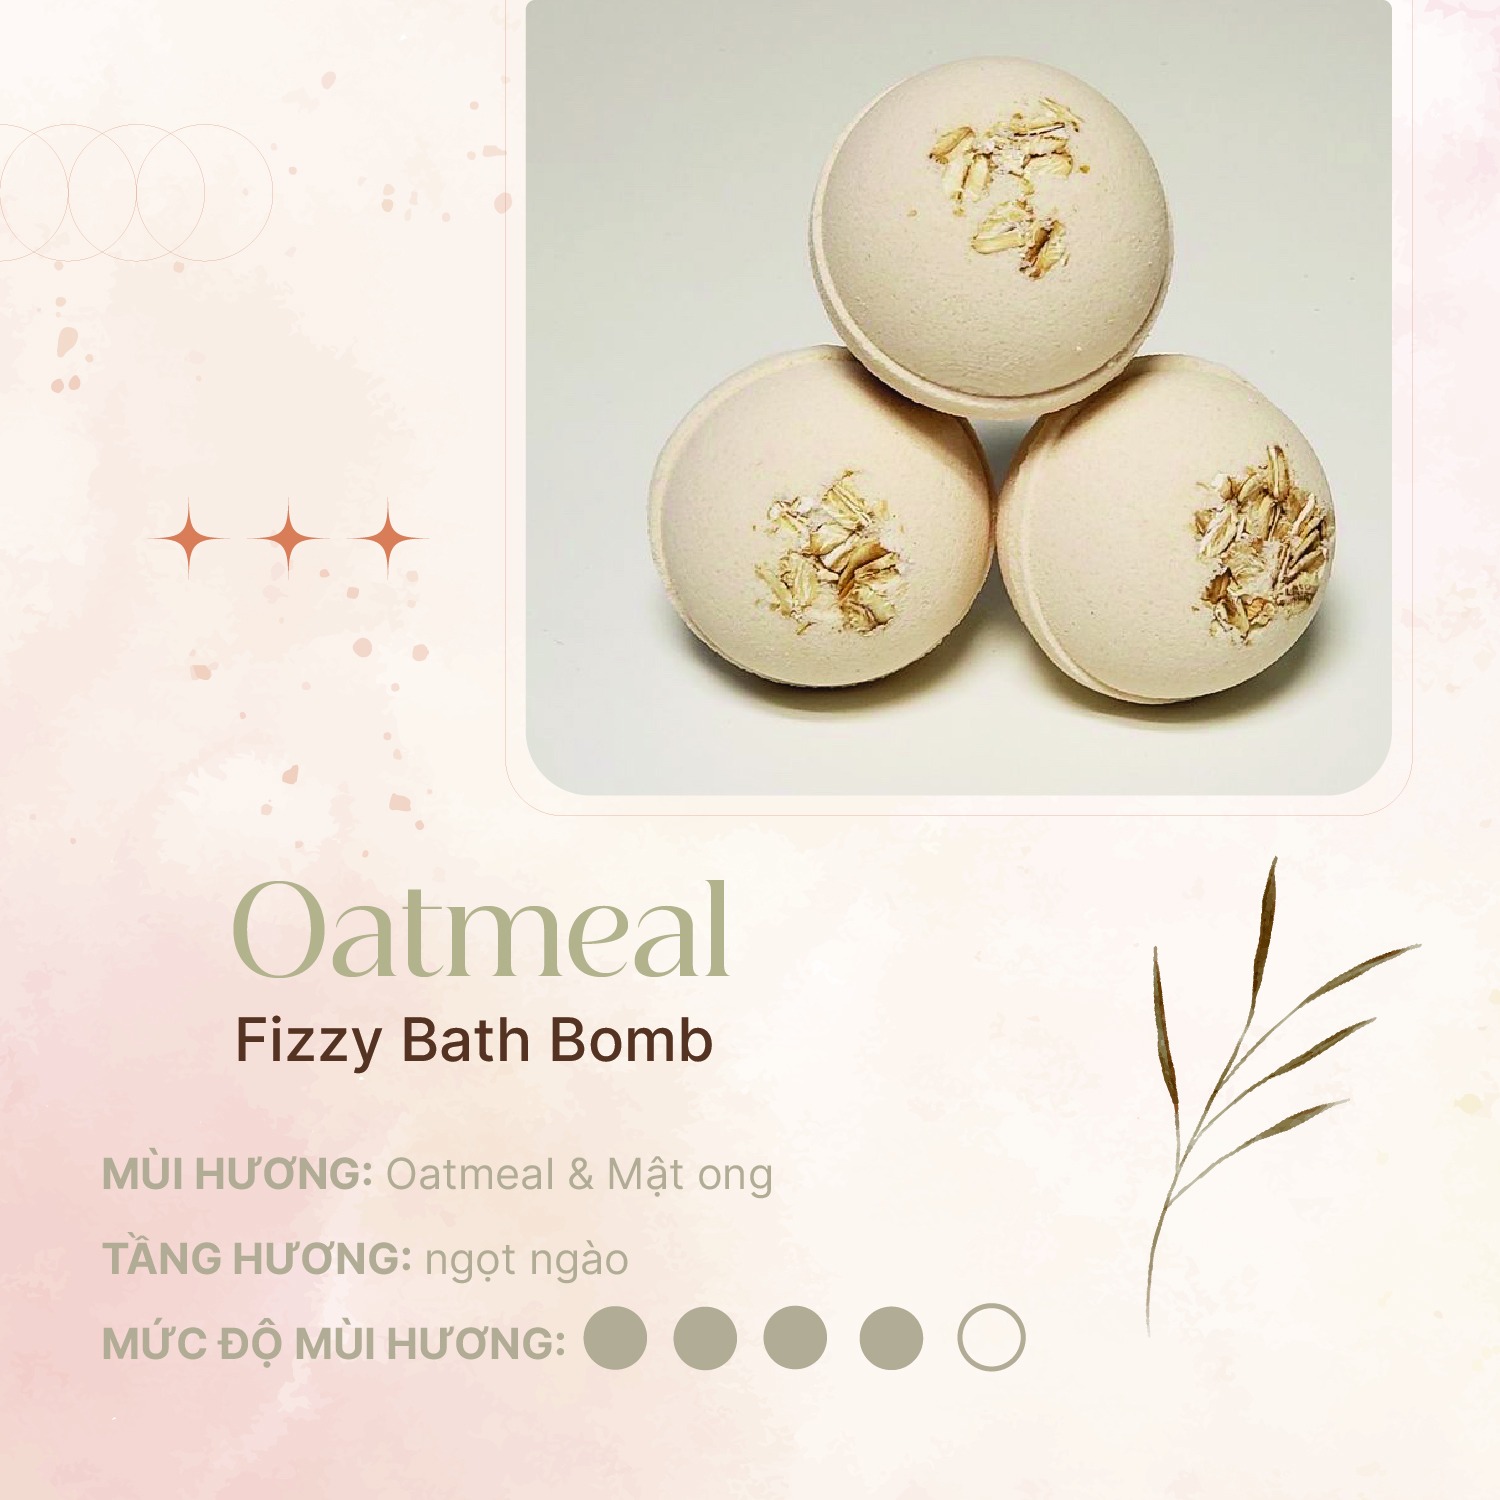 Oatmeal
Fizzy Bath Bomb
MÙI HƯƠNG: Oatmeal & Mật ong
TẦNG HƯƠNG: ngọt ngào
MỨC ĐỘ MÙI HƯƠNG: